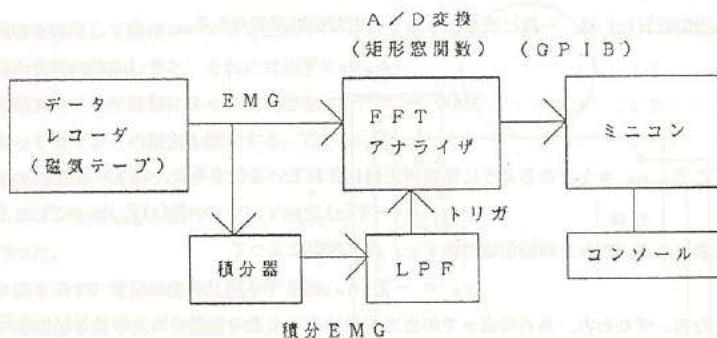 A/D変換
(矩形窓関数)
(GPIB)
データ
レコーダ
(磁気テープ)
EMG
FFT
アナライザ
ミニコン
トリガ
積分器
LPF
コンソール
積分EMG